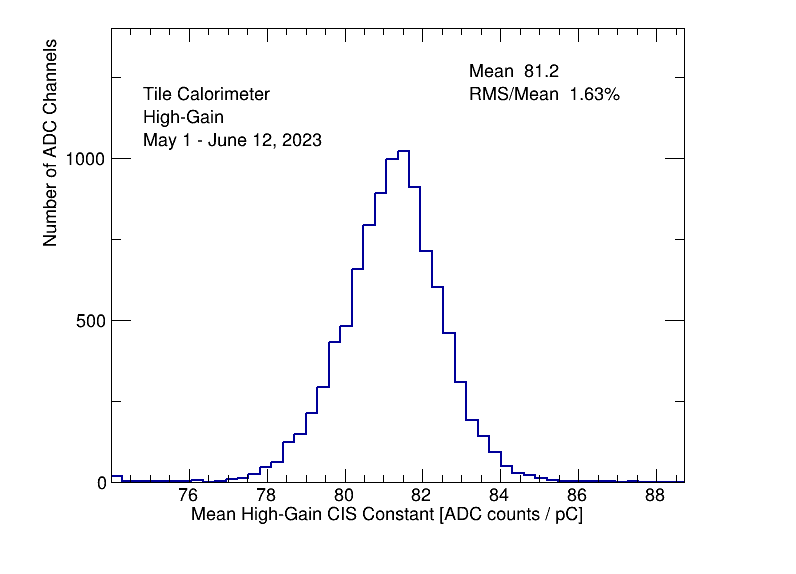 Number of ADC Channels
Mean 81.2
RMS/Mean 1.63%
Tile Calorimeter
High-Gain
May 1 - June 12, 2023
1000
500
0
76 78 80 82 84 86 88
Mean High-Gain CIS Constant [ADC counts / pC]